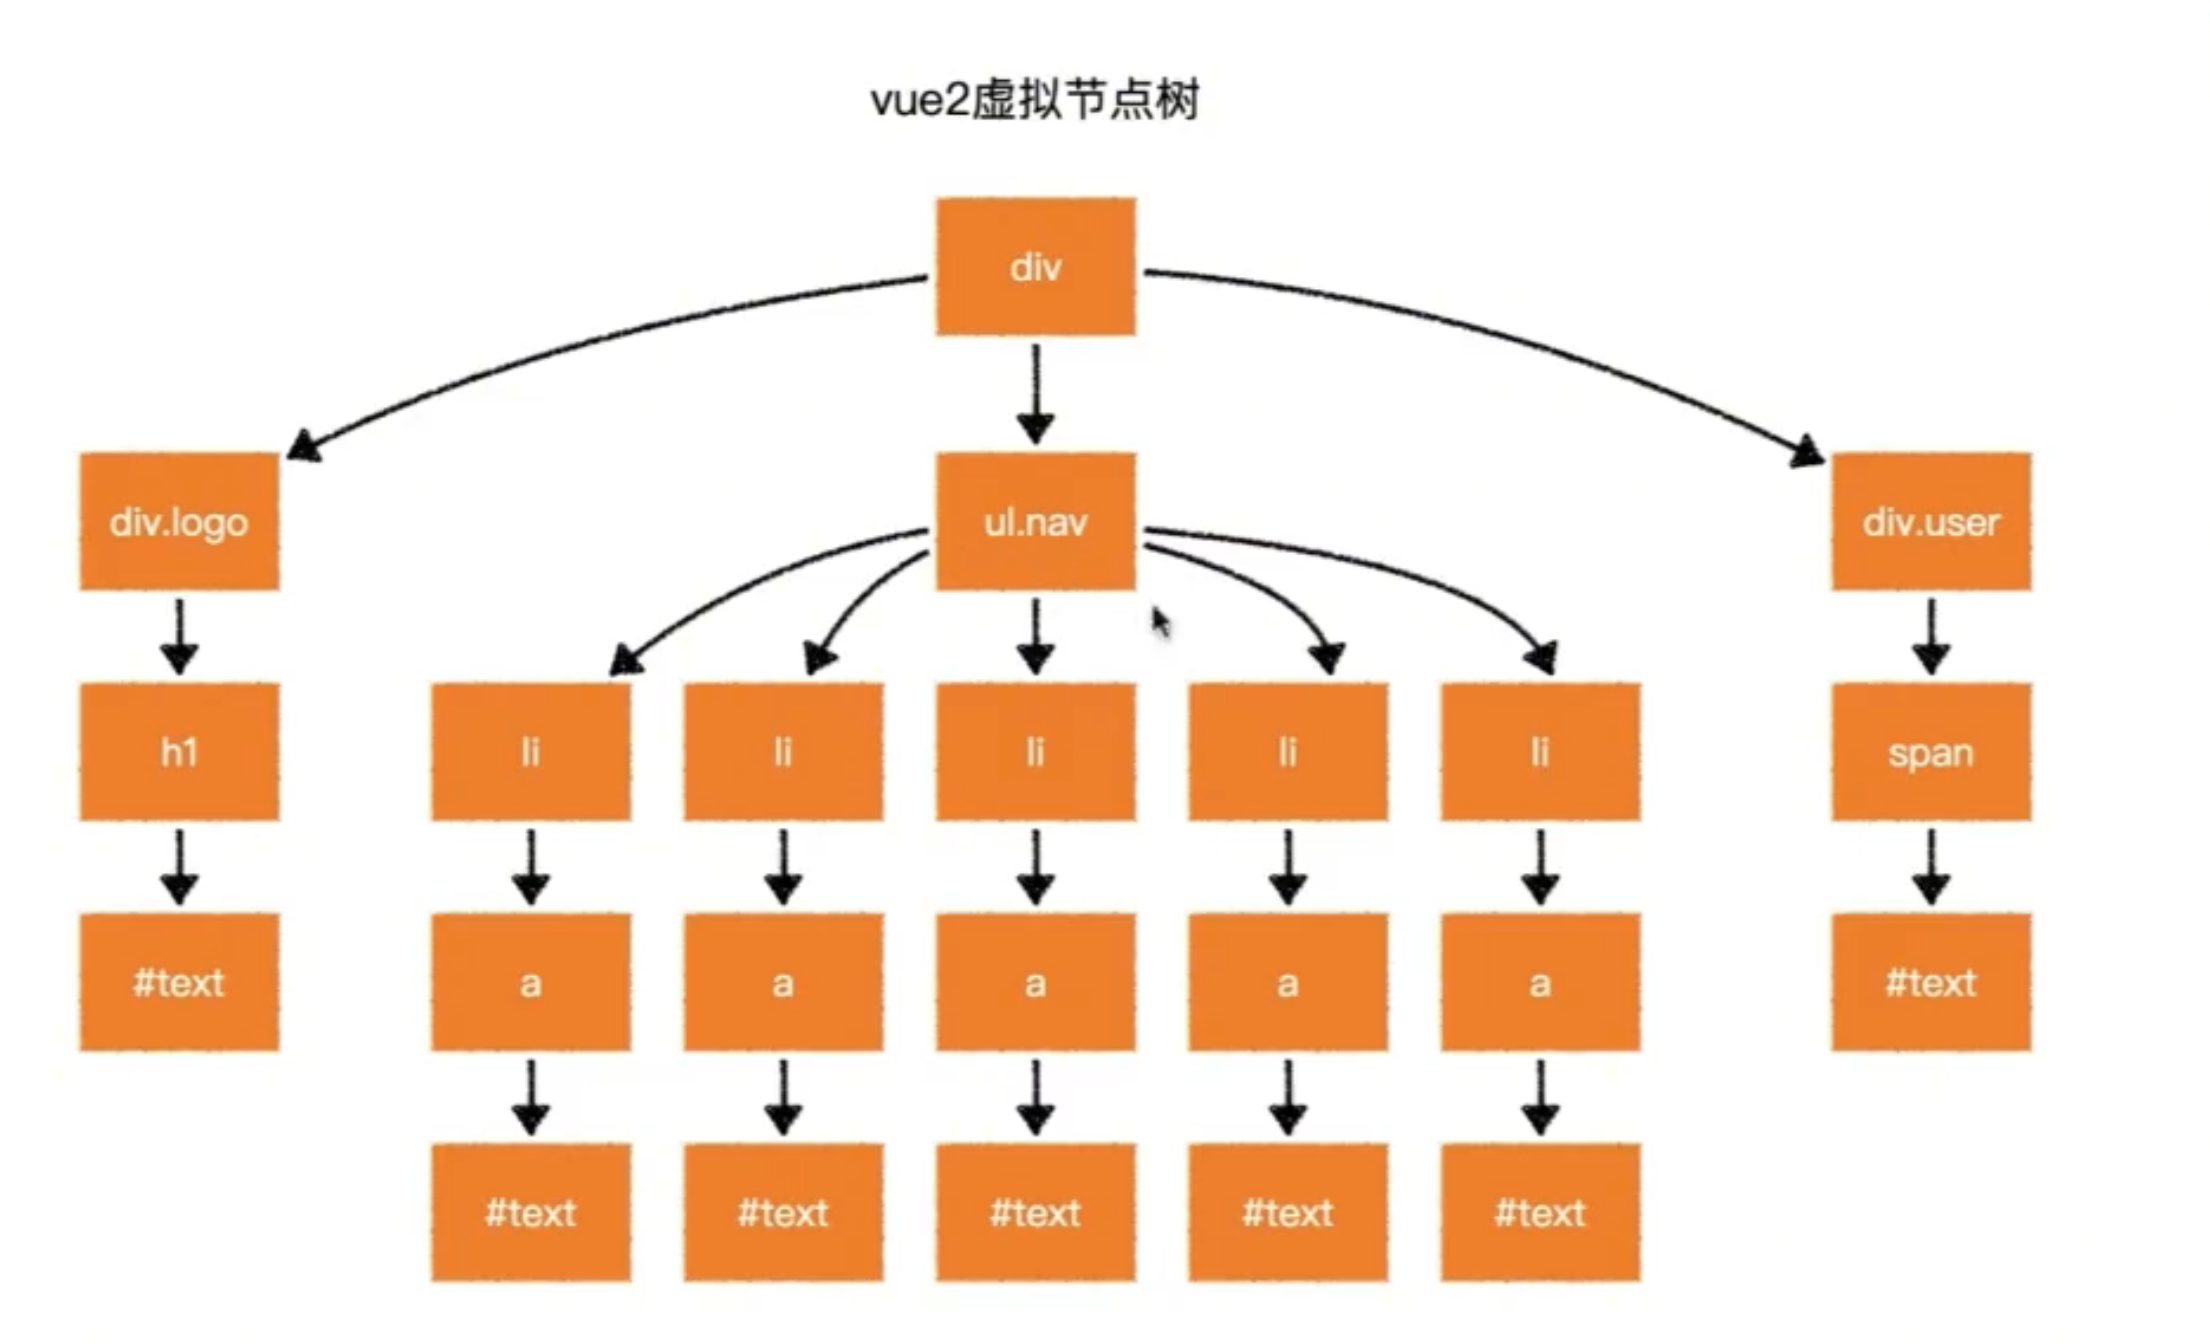 vue2虚拟节点树
div
div.logo
ul.nav
div.user
h1
li
li
li
li
li
span
#text
a
a
a
a
a
#text
#text
#text
#text
#text
#text